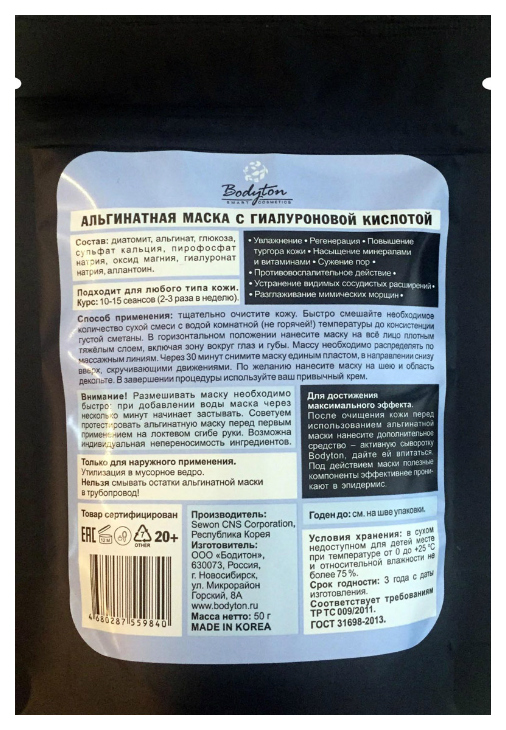 Bodyton
SMART COSMETICS
АЛЬГИНАТНАЯ МАСКА С ГИАЛУРОНОВОЙ КИСЛОТОЙ
Состав: диатомит, альгинат, глюкоза,
сульфат кальция, пирофосфат
натрия, оксид магния, гиалуронат
натрия, аллантоин.
• Увлажнение • Регенерация • Повышение
тургора кожи • Насыщение минералами
и витаминами • Сужение пор •
• Противовоспалительное действие •
• Устранение видимых сосудистых расширений •
• Разглаживание мимических морщин •
Подходит для любого типа кожи.
Курс: 10-15 сеансов (2-3 раза в неделю).
Способ применения: тщательно очистите кожу. Быстро смешайте необходимое
количество сухой смеси с водой комнатной (не горячей!) температуры до консистенции
густой сметаны. В горизонтальном положении нанесите маску на всё лицо плотным
тяжёлым слоем, включая зону вокруг глаз и губы. Массу необходимо распределять по
массажным линиям. Через 30 минут снимите маску единым пластом, в направлении снизу
вверх, скручивающими движениями. По желанию нанесите маску на шею и область
декольте. В завершении процедуры используйте ваш привычный крем.
Внимание! Размешивать маску необходимо
быстро: при добавлении воды маска через
несколько минут начинает застывать. Советуем
протестировать альгинатную маску перед первым
применением на локтевом сгибе руки. Возможна
индивидуальная непереносимость ингредиентов.
Для достижения
максимального эффекта.
После очищения кожи перед
использованием альгинатной
маски нанесите дополнительное
средство – активную сыворотку
Bodyton, дайте ей впитаться.
Под действием маски полезные
компоненты эффективнее прони-
кают в эпидермис.
Только для наружного применения.
Утилизация в мусорное ведро.
Нельзя смывать остатки альгинатной маски
в трубопровод!
Товар сертифицирован
EAC
12 M
7
OTHER
20+
4 680287 559840
Производитель:
Sewon CNS Corporation,
Республика Корея
Изготовитель:
ООО «Бодитон»,
630073, Россия,
г. Новосибирск,
ул. Микрорайон
Горский, 8А
www.bodyton.ru
Масса нетто: 50 г
MADE IN KOREA
Годен до: см. на шве упаковки.
Условия хранения: в сухом
недоступном для детей месте
при температуре от 0 до +25 °С
и относительной влажности не
более 75 %.
Срок годности: 3 года с даты
изготовления.
Соответствует требованиям
ТР ТС 009/2011.
ГОСТ 31698-2013.